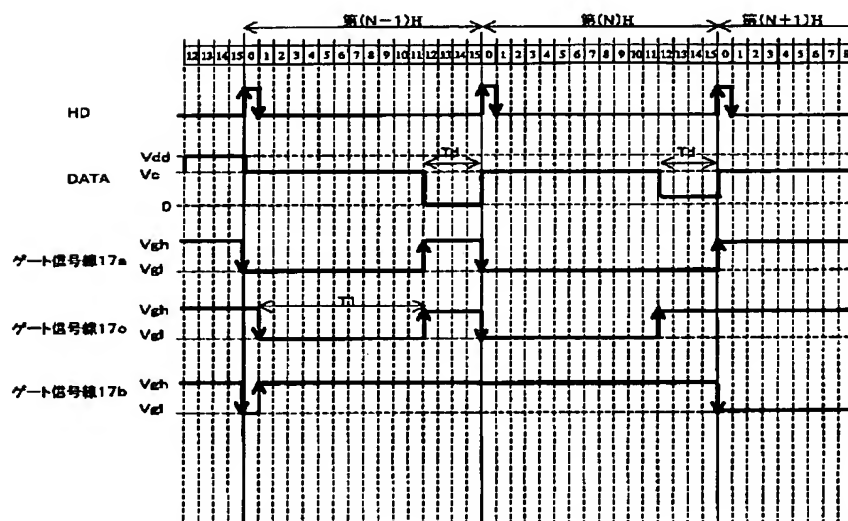 第(N-1)H 第(N)H 第(N+1)H
12 13 14 15 0 1 2 3 4 5 6 7 8 9 10 11 12 13 14 15 0 1 2 3 4 5 6 7 8 9 10 11 12 13 14 15 0 1 2 3 4 5 6 7 8
HD
Vdd
DATA Vc
TH TH
D
Vgh
ゲート信号線17a
Vgl
Vgh
ゲート信号線17c
Vgl
Vgh
ゲート信号線17b
Vgl